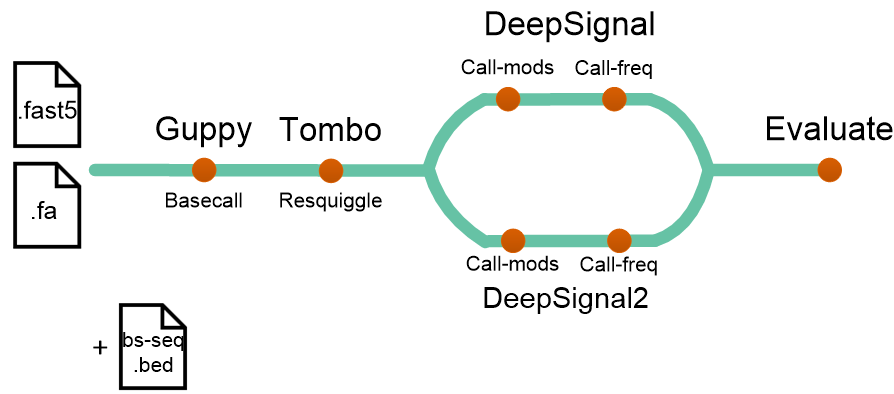 DeepSignal
Call-mods Call-freq
.fast5
Guppy Tombo
Evaluate
Basecall Resquiggle
.fa
Call-mods Call-freq
DeepSignal2
+
bs-seq
.bed